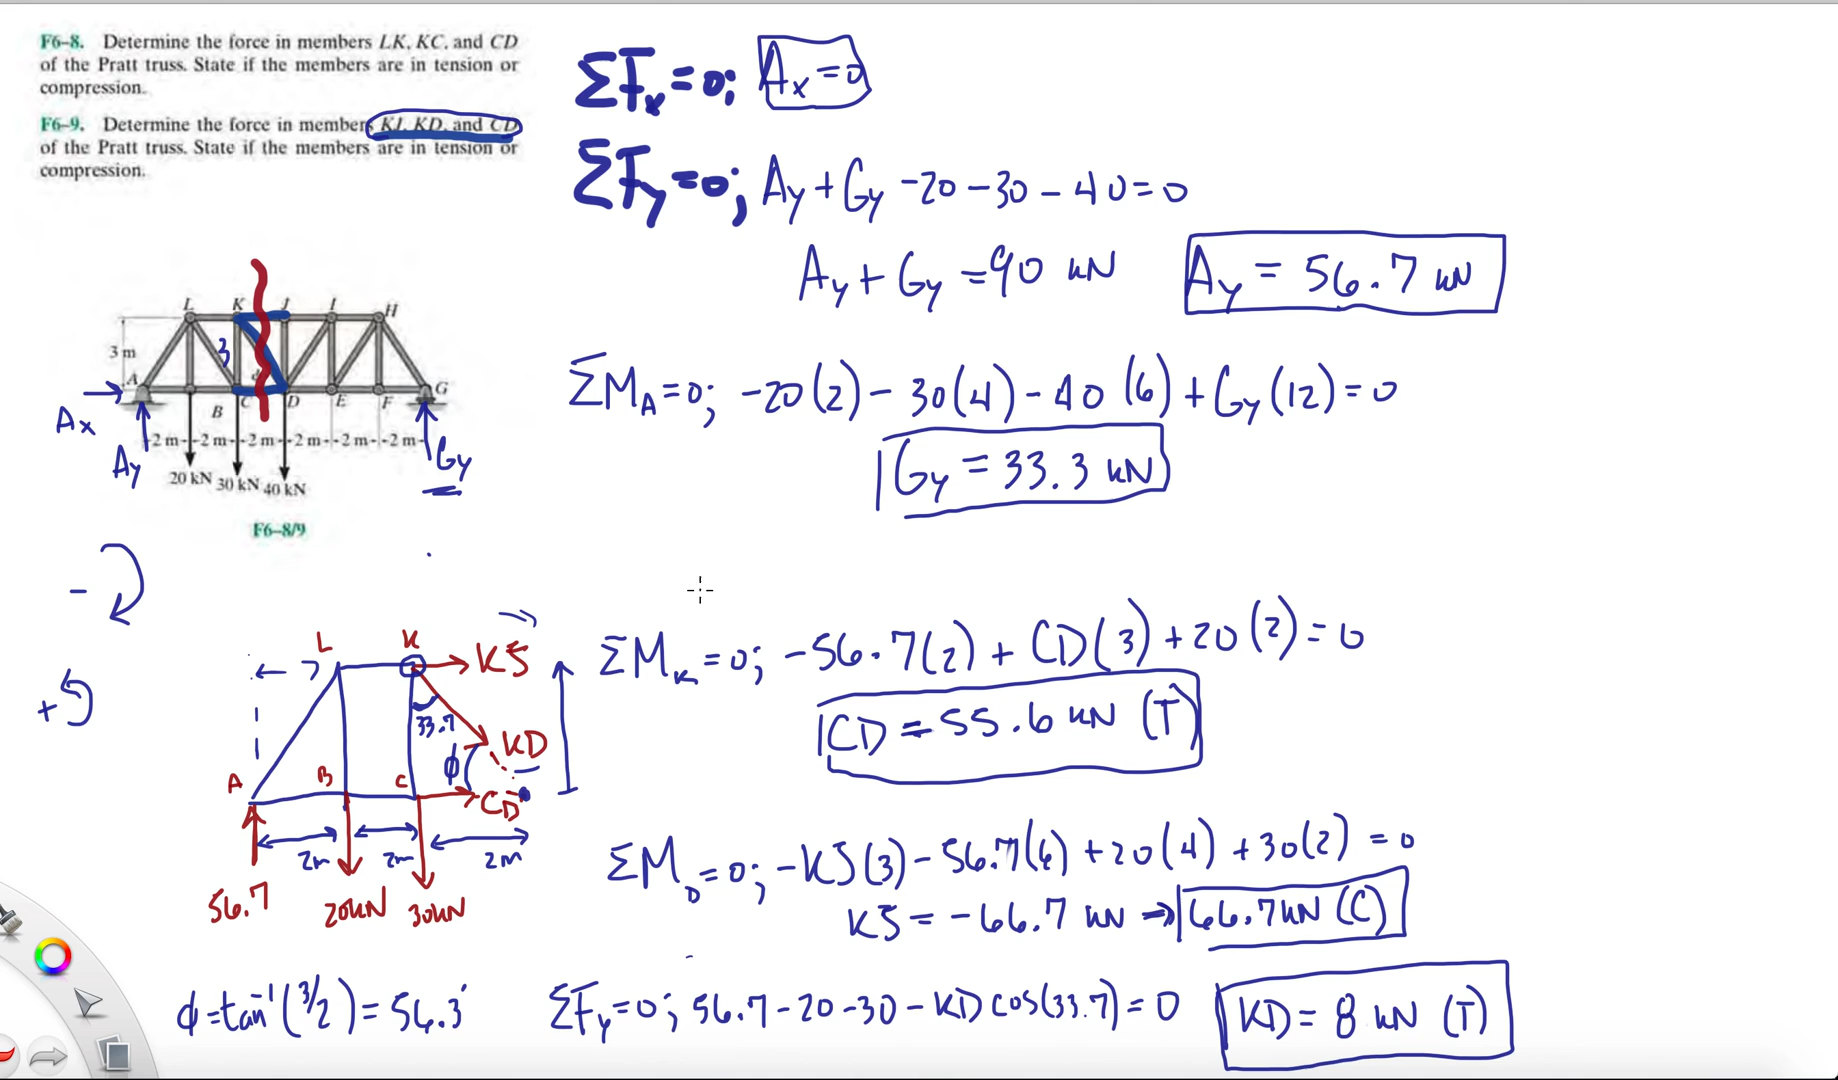 F6–8. Determine the force in members LK, KC, and CD
of the Pratt truss. State if the members are in tension or
compression.
F6–9. Determine the force in members KJ, KD, and CD
of the Pratt truss. State if the members are in tension or
compression.
ΣFx=0; Ax=0
ΣFy=0; Ay+Gy-20-30-40=0
Ay+Gy=90 kN
Ay = 56.7 kN
ΣMA=0; -20(2)-30(4)-40(6)+Gy(12)=0
Gy = 33.3 kN
L K J I H
3 m
3
A G
B C D E F
Ax
Ay
Gy
2 m 2 m 2 m 2 m 2 m 2 m
20 kN 30 kN 40 kN
F6–8/9
-
+
L K KJ
33.7
KD
ϕ
A B C CD
2m 2m 2m
56.7 20kN 30kN
ΣMK=0; -56.7(2)+CD(3)+20(2)=0
CD = 55.6 kN (T)
ΣMD=0; -KJ(3)-56.7(6)+20(4)+30(2)=0
KJ = -66.7 kN → 66.7kN (C)
ϕ=tan⁻¹(3/2)=56.3°
ΣFy=0; 56.7-20-30-KD cos(33.7)=0
KD= 8 kN (T)